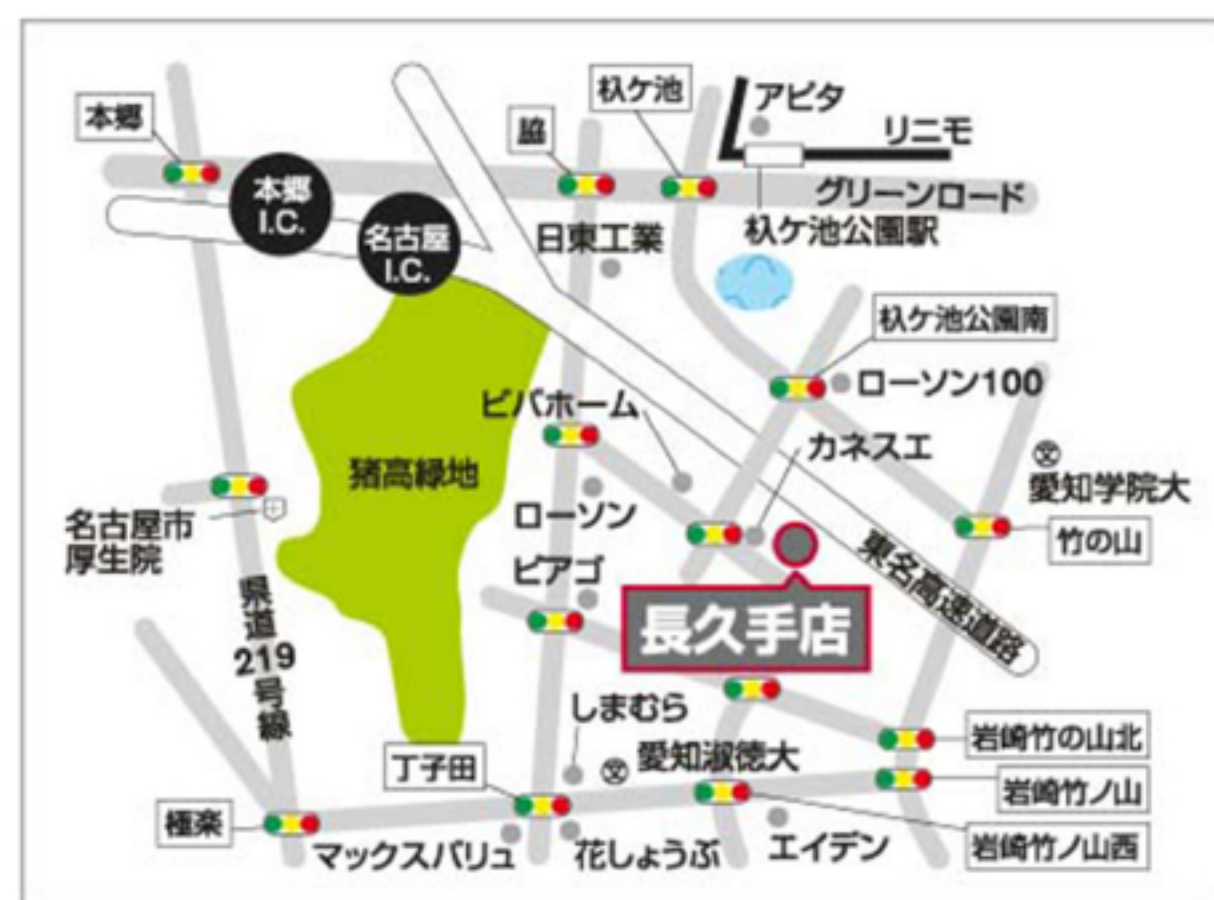 杁ケ池
アピタ
本郷
脇
リニモ
本郷
I.C.
グリーンロード
名古屋
I.C.
日東工業
杁ケ池公園駅
杁ケ池公園南
ローソン100
ビバホーム
カネスエ
猪高緑地
愛知学院大
名古屋市
厚生院
ローソン
竹の山
ピアゴ
東名高速道路
長久手店
県道
219
号線
しまむら
岩崎竹の山北
丁子田
愛知淑徳大
岩崎竹ノ山
極楽
マックスバリュ
花しょうぶ
エイデン
岩崎竹ノ山西
文
文